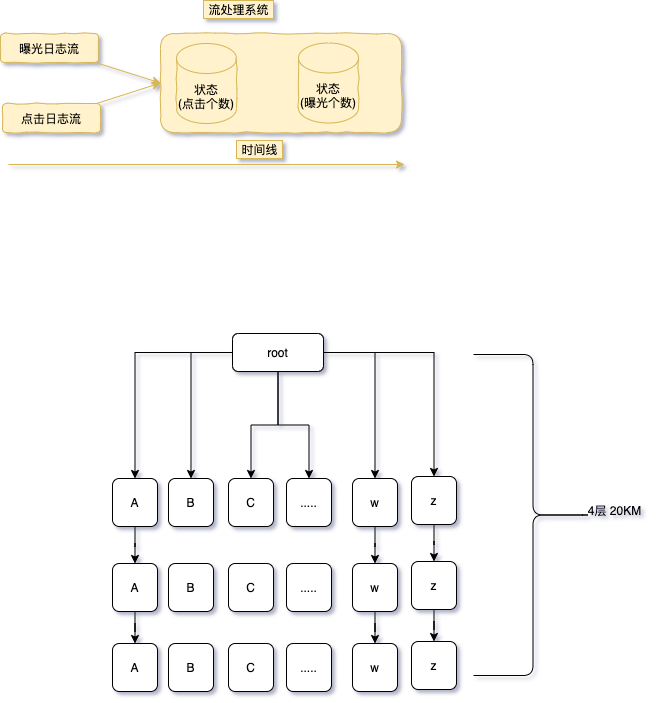 流处理系统
曝光日志流
点击日志流
状态
(点击个数)
状态
(曝光个数)
时间线
root
A B C ..... w z
A B C ..... w z
A B C ..... w z
4层 20KM